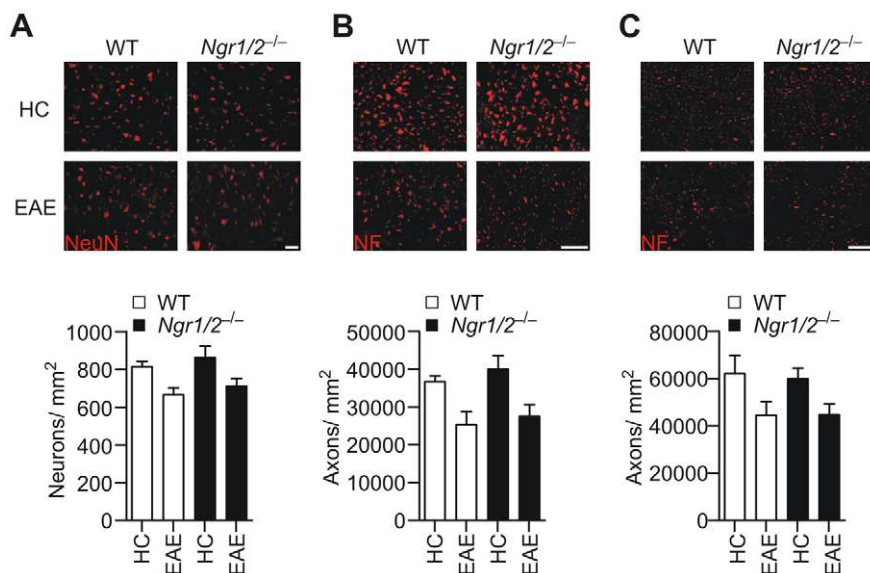 A B C
WT Ngr1/2–/– WT Ngr1/2–/– WT Ngr1/2–/–
HC
EAE
NeuN NF NF
WT WT WT
Ngr1/2–/– Ngr1/2–/– Ngr1/2–/–
Neurons/ mm2
1000
800
600
400
200
0
HC EAE HC EAE
Axons/ mm2
50000
40000
30000
20000
10000
0
HC EAE HC EAE
Axons/ mm2
80000
60000
40000
20000
0
HC EAE HC EAE